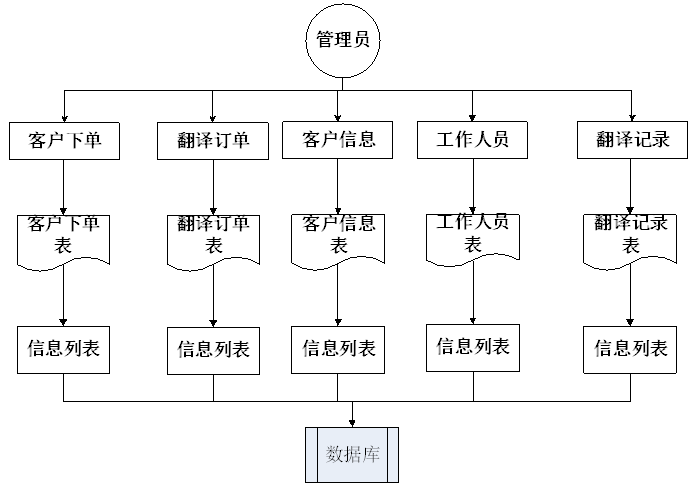 管理员
客户下单
翻译订单
客户信息
工作人员
翻译记录
客户下单
表
翻译订单
表
客户信息
表
工作人员
表
翻译记录
表
信息列表
信息列表
信息列表
信息列表
信息列表
数据库